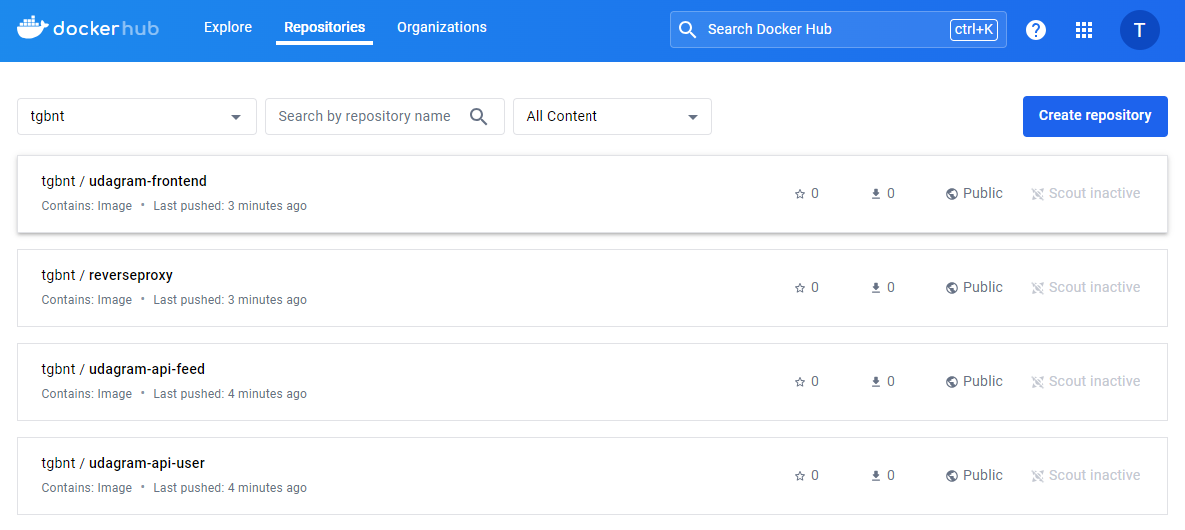 dockerhub Explore Repositories Organizations Search Docker Hub ctrl+K ? T
tgbnt Search by repository name All Content Create repository
tgbnt / udagram-frontend
Contains: Image • Last pushed: 3 minutes ago
0 0 Public Scout inactive
tgbnt / reverseproxy
Contains: Image • Last pushed: 3 minutes ago
0 0 Public Scout inactive
tgbnt / udagram-api-feed
Contains: Image • Last pushed: 4 minutes ago
0 0 Public Scout inactive
tgbnt / udagram-api-user
Contains: Image • Last pushed: 4 minutes ago
0 0 Public Scout inactive